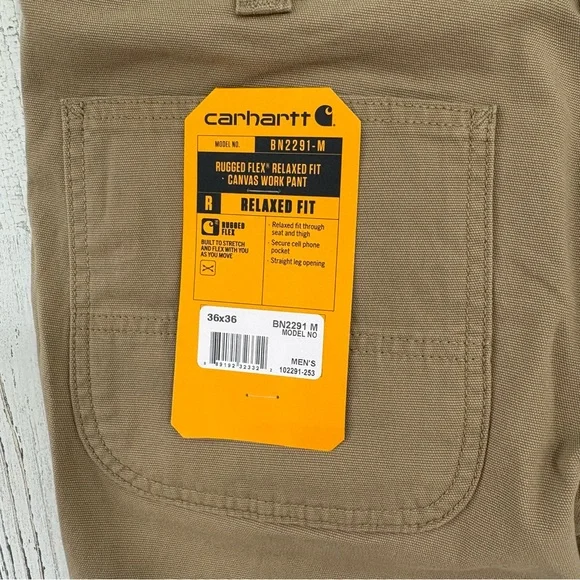 carhartt
MODEL NO. BN2291-M
RUGGED FLEX® RELAXED FIT
· CANVAS WORK PANT
R RELAXED FIT
RUGGED FLEX
BUILT TO STRETCH
AND FLEX WITH YOU
AS YOU MOVE
· Relaxed fit through
seat and thigh
· Secure cell phone
pocket
· Straight leg opening
36x36
BN2291 M
MODEL NO
MEN'S
102291-253